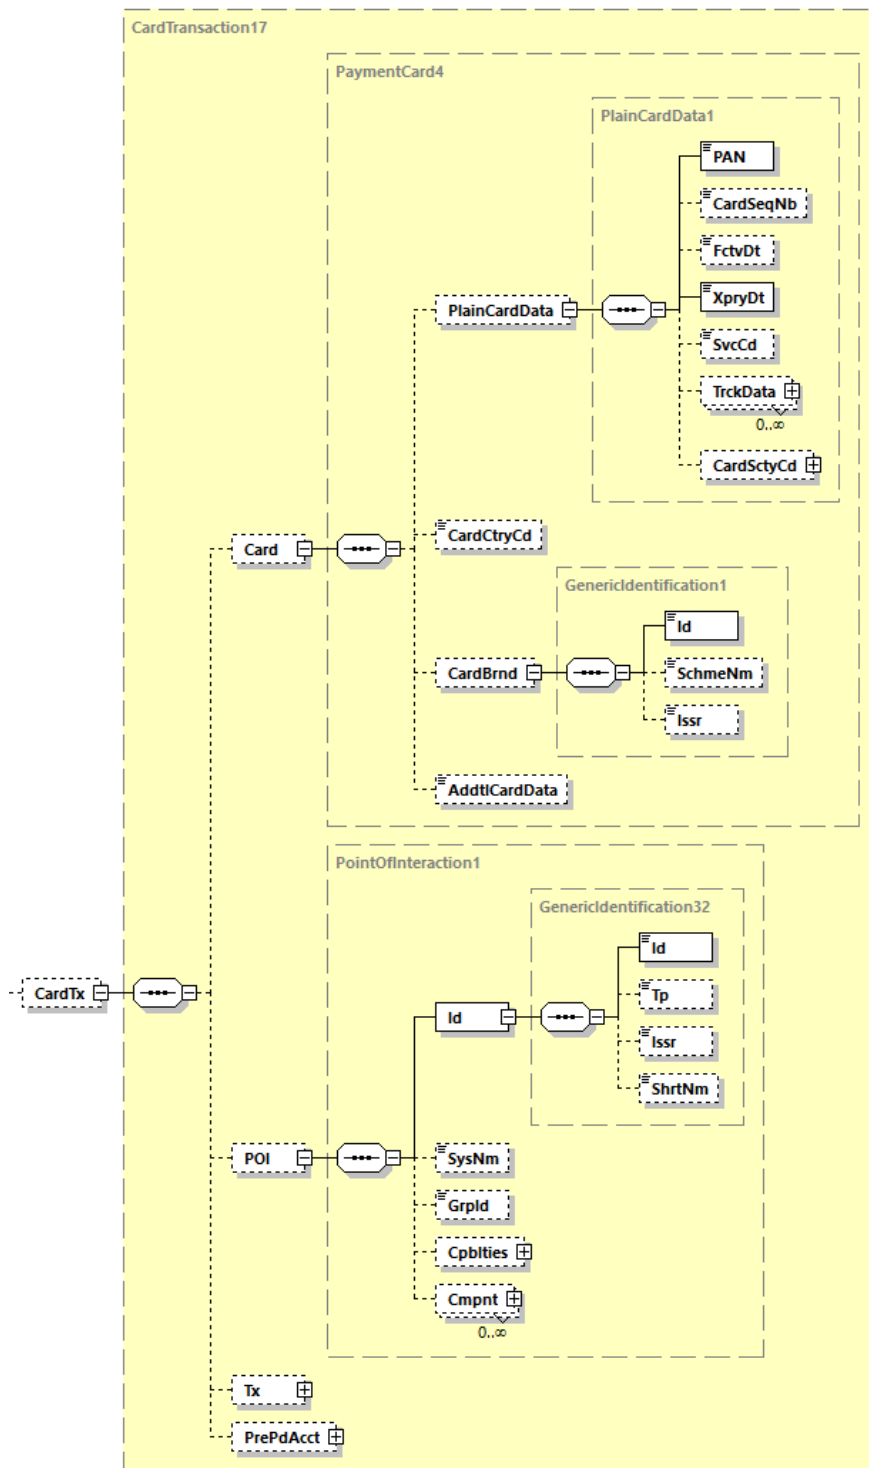 CardTransaction17
PaymentCard4
PlainCardData1
PAN
CardSeqNb
FctvDt
XpryDt
PlainCardData
SvcCd
TrckData
0..∞
CardSctyCd
Card
CardCtryCd
GenericIdentification1
Id
CardBrnd
SchmeNm
Issr
AddtlCardData
PointOfInteraction1
GenericIdentification32
Id
CardTx
Tp
Id
Issr
ShrtNm
POI
SysNm
GrpId
Cpblties
Cmpnt
0..∞
Tx
PrePdAcct